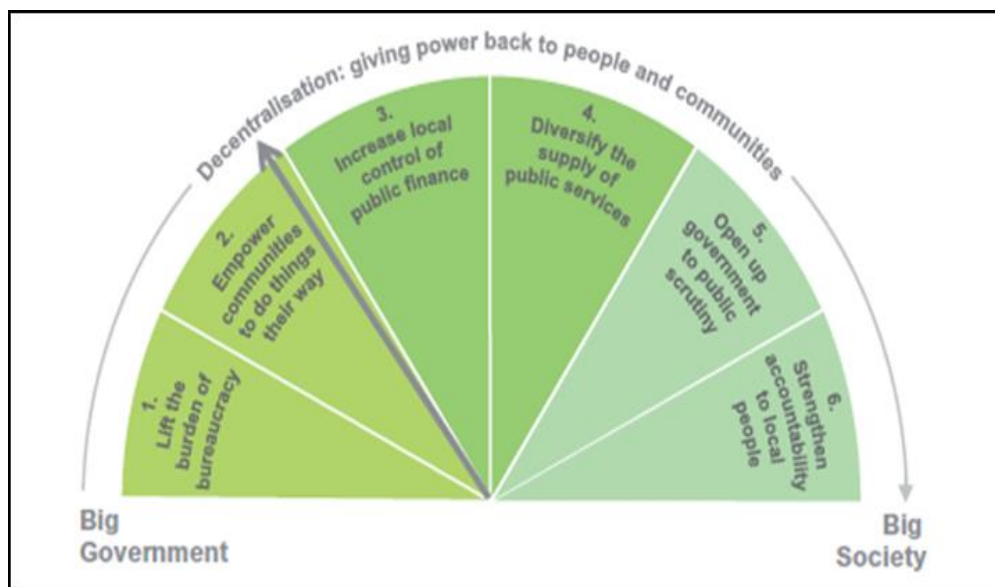 Decentralisation: giving power back to people and communities
1.
Lift the
burden of
bureaucracy
2.
Empower
communities
to do things
their way
3.
Increase local
control of
public finance
4.
Diversify the
supply of
public services
5.
Open up
government
to public
scrutiny
6.
Strengthen
accountability
to local
people
Big
Government
Big
Society